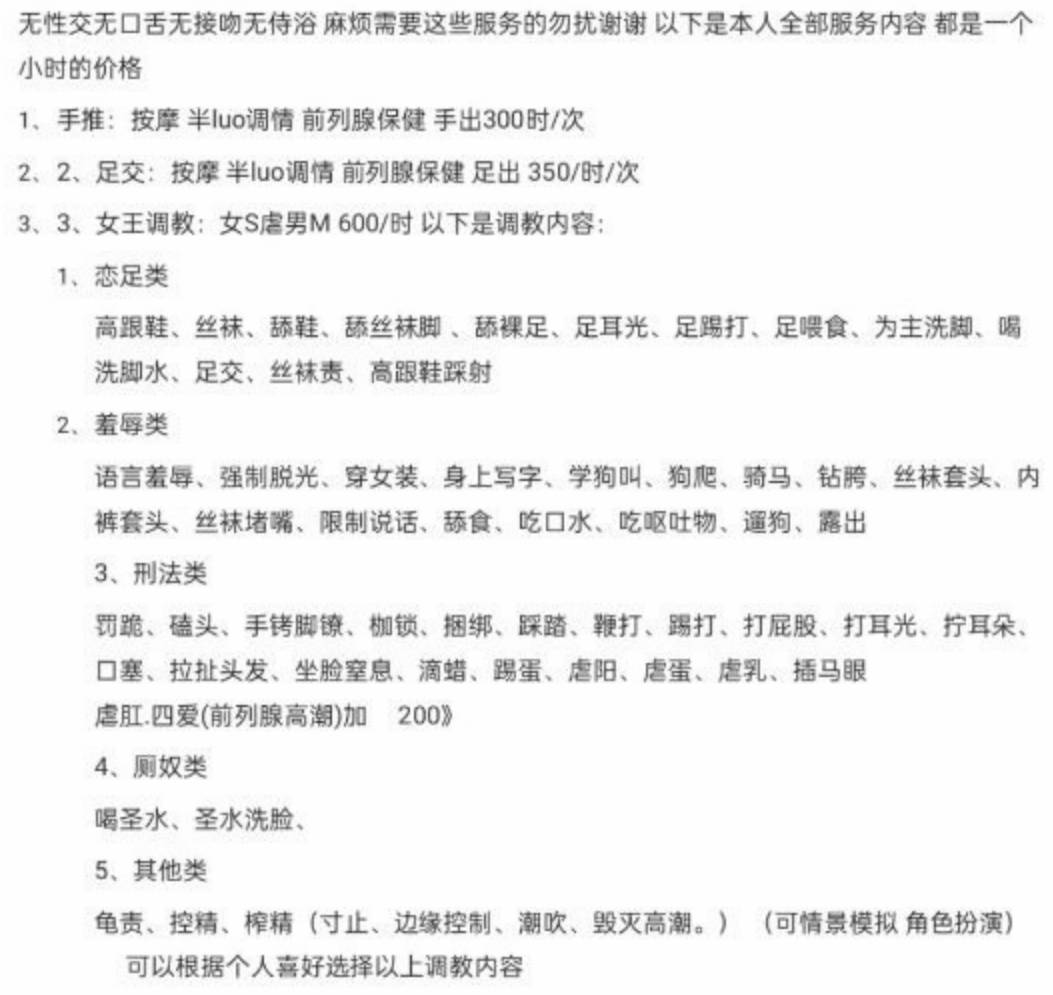 无性交无口舌无接吻无侍浴 麻烦需要这些服务的勿扰谢谢 以下是本人全部服务内容 都是一个
小时的价格
1、手推：按摩 半luo调情 前列腺保健 手出300时/次
2、2、足交：按摩 半luo调情 前列腺保健 足出 350/时/次
3、3、女王调教：女S虐男M 600/时 以下是调教内容：
1、恋足类
高跟鞋、丝袜、舔鞋、舔丝袜脚 、舔裸足、足耳光、足踢打、足喂食、为主洗脚、喝
洗脚水、足交、丝袜责、高跟鞋踩射
2、羞辱类
语言羞辱、强制脱光、穿女装、身上写字、学狗叫、狗爬、骑马、钻胯、丝袜套头、内
裤套头、丝袜堵嘴、限制说话、舔食、吃口水、吃呕吐物、遛狗、露出
3、刑法类
罚跪、磕头、手铐脚镣、枷锁、捆绑、踩踏、鞭打、踢打、打屁股、打耳光、拧耳朵、
口塞、拉扯头发、坐脸窒息、滴蜡、踢蛋、虐阳、虐蛋、虐乳、插马眼
虐肛.四爱(前列腺高潮)加 200》
4、厕奴类
喝圣水、圣水洗脸、
5、其他类
龟责、控精、榨精（寸止、边缘控制、潮吹、毁灭高潮。）（可情景模拟 角色扮演）
可以根据个人喜好选择以上调教内容